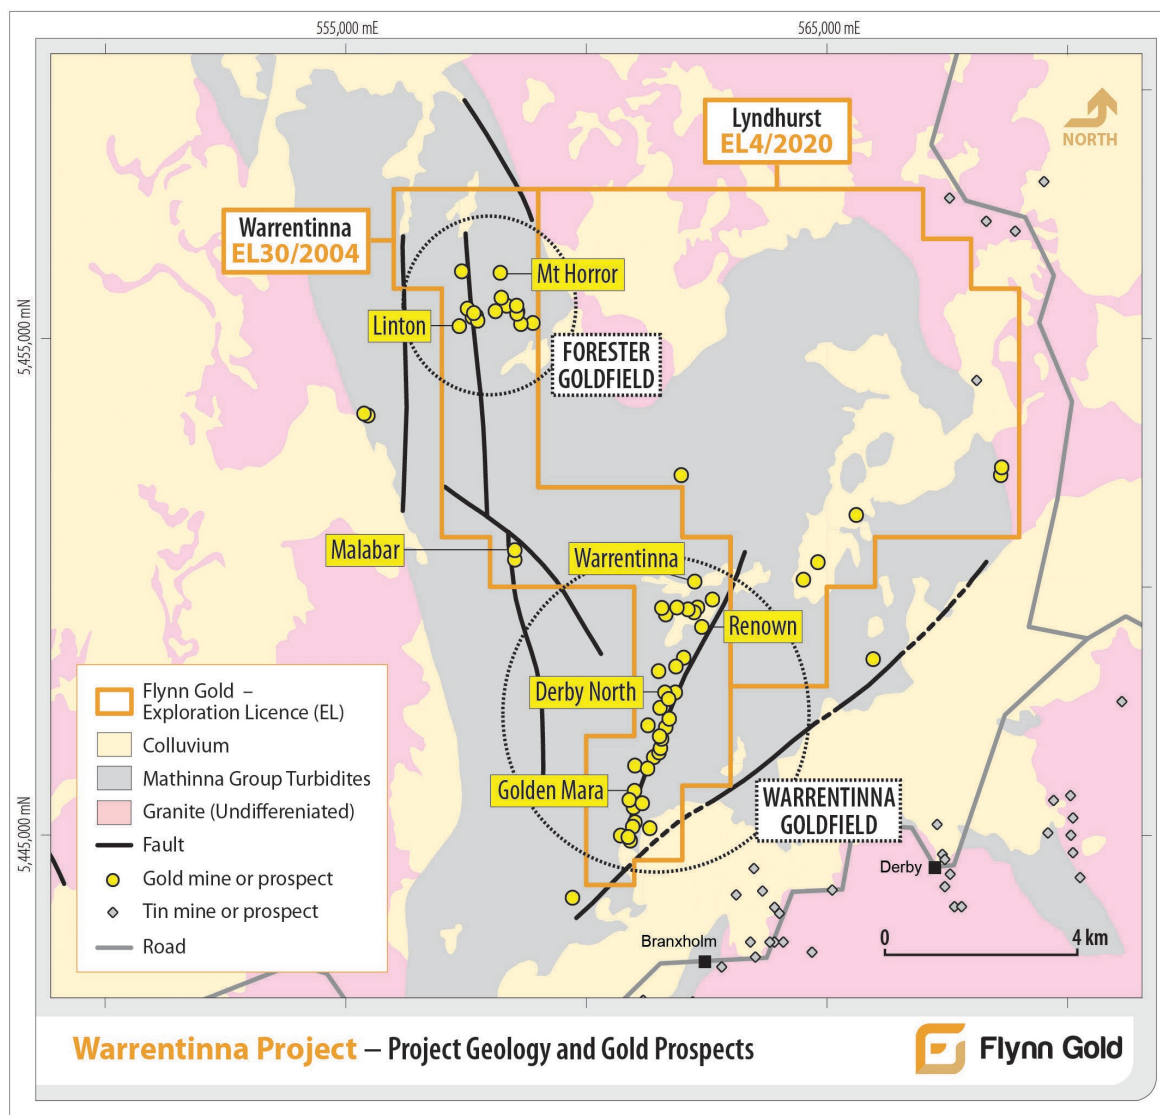 555,000 mE
565,000 mE
Lyndhurst
EL4/2020
NORTH
Warrentinna
EL30/2004
Mt Horror
5,455,000 mN
Linton
FORESTER
GOLDFIELD
Malabar
Warrentinna
Renown
Derby North
Golden Mara
WARRENTINNA
GOLDFIELD
5,445,000 mN
Derby
Branxholm
0
4 km
Flynn Gold –
Exploration Licence (EL)
Colluvium
Mathinna Group Turbidites
Granite (Undiffereniated)
Fault
Gold mine or prospect
Tin mine or prospect
Road
Warrentinna Project – Project Geology and Gold Prospects
Flynn Gold